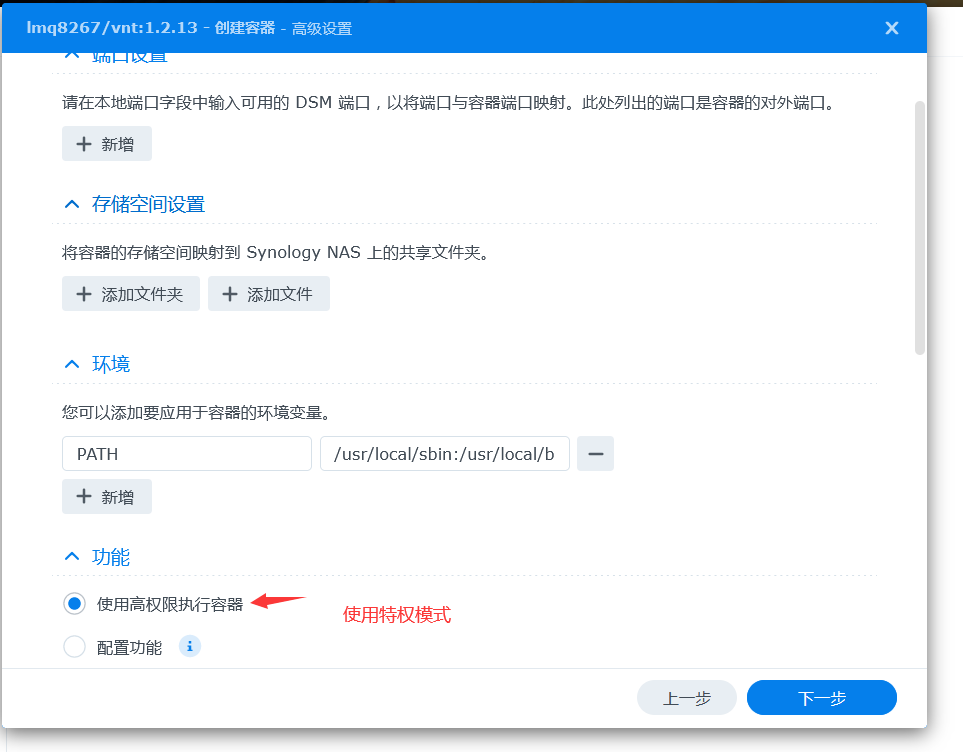 lmq8267/vnt:1.2.13 - 创建容器 - 高级设置
端口设置
请在本地端口字段中输入可用的 DSM 端口，以将端口与容器端口映射。此处列出的端口是容器的对外端口。
新增
存储空间设置
将容器的存储空间映射到 Synology NAS 上的共享文件夹。
添加文件夹 添加文件
环境
您可以添加要应用于容器的环境变量。
PATH /usr/local/sbin:/usr/local/b
新增
功能
使用高权限执行容器
使用特权模式
配置功能
上一步 下一步